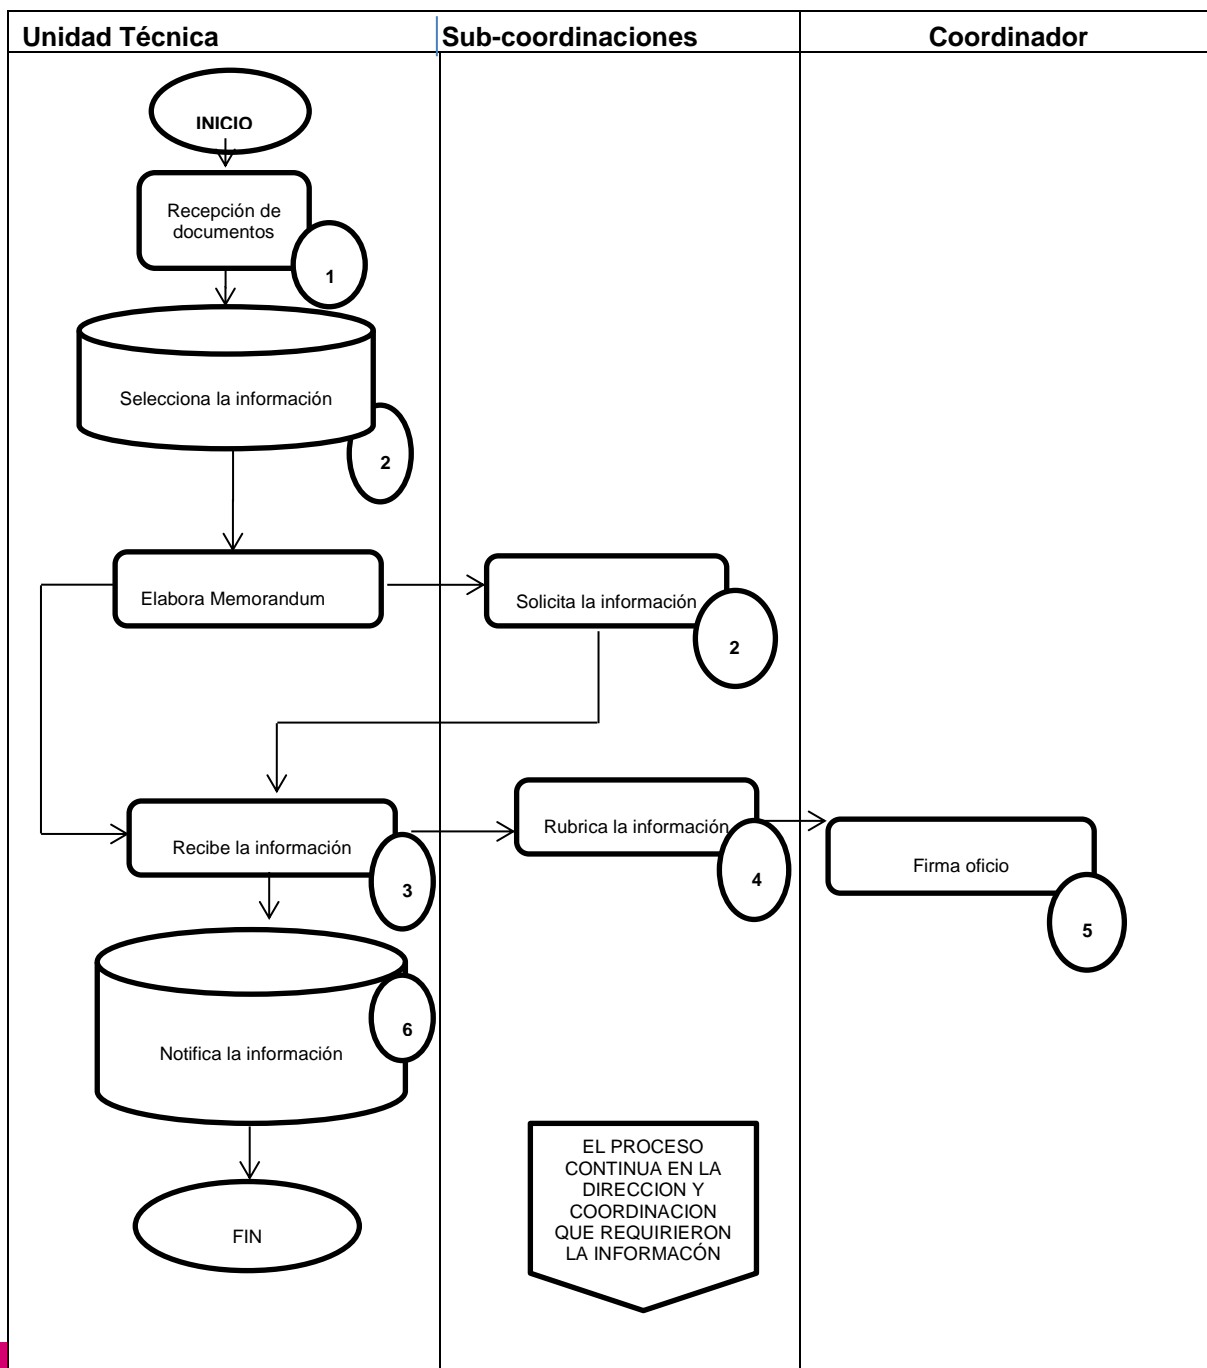 Unidad Técnica
Sub-coordinaciones
Coordinador
INICIO
Recepción de
documentos
1
Selecciona la información
2
Elabora Memorandum
Solicita la información
2
Recibe la información
3
Rubrica la información
4
Firma oficio
5
Notifica la información
6
FIN
EL PROCESO
CONTINUA EN LA
DIRECCION Y
COORDINACION
QUE REQUIRIERON
LA INFORMACÓN